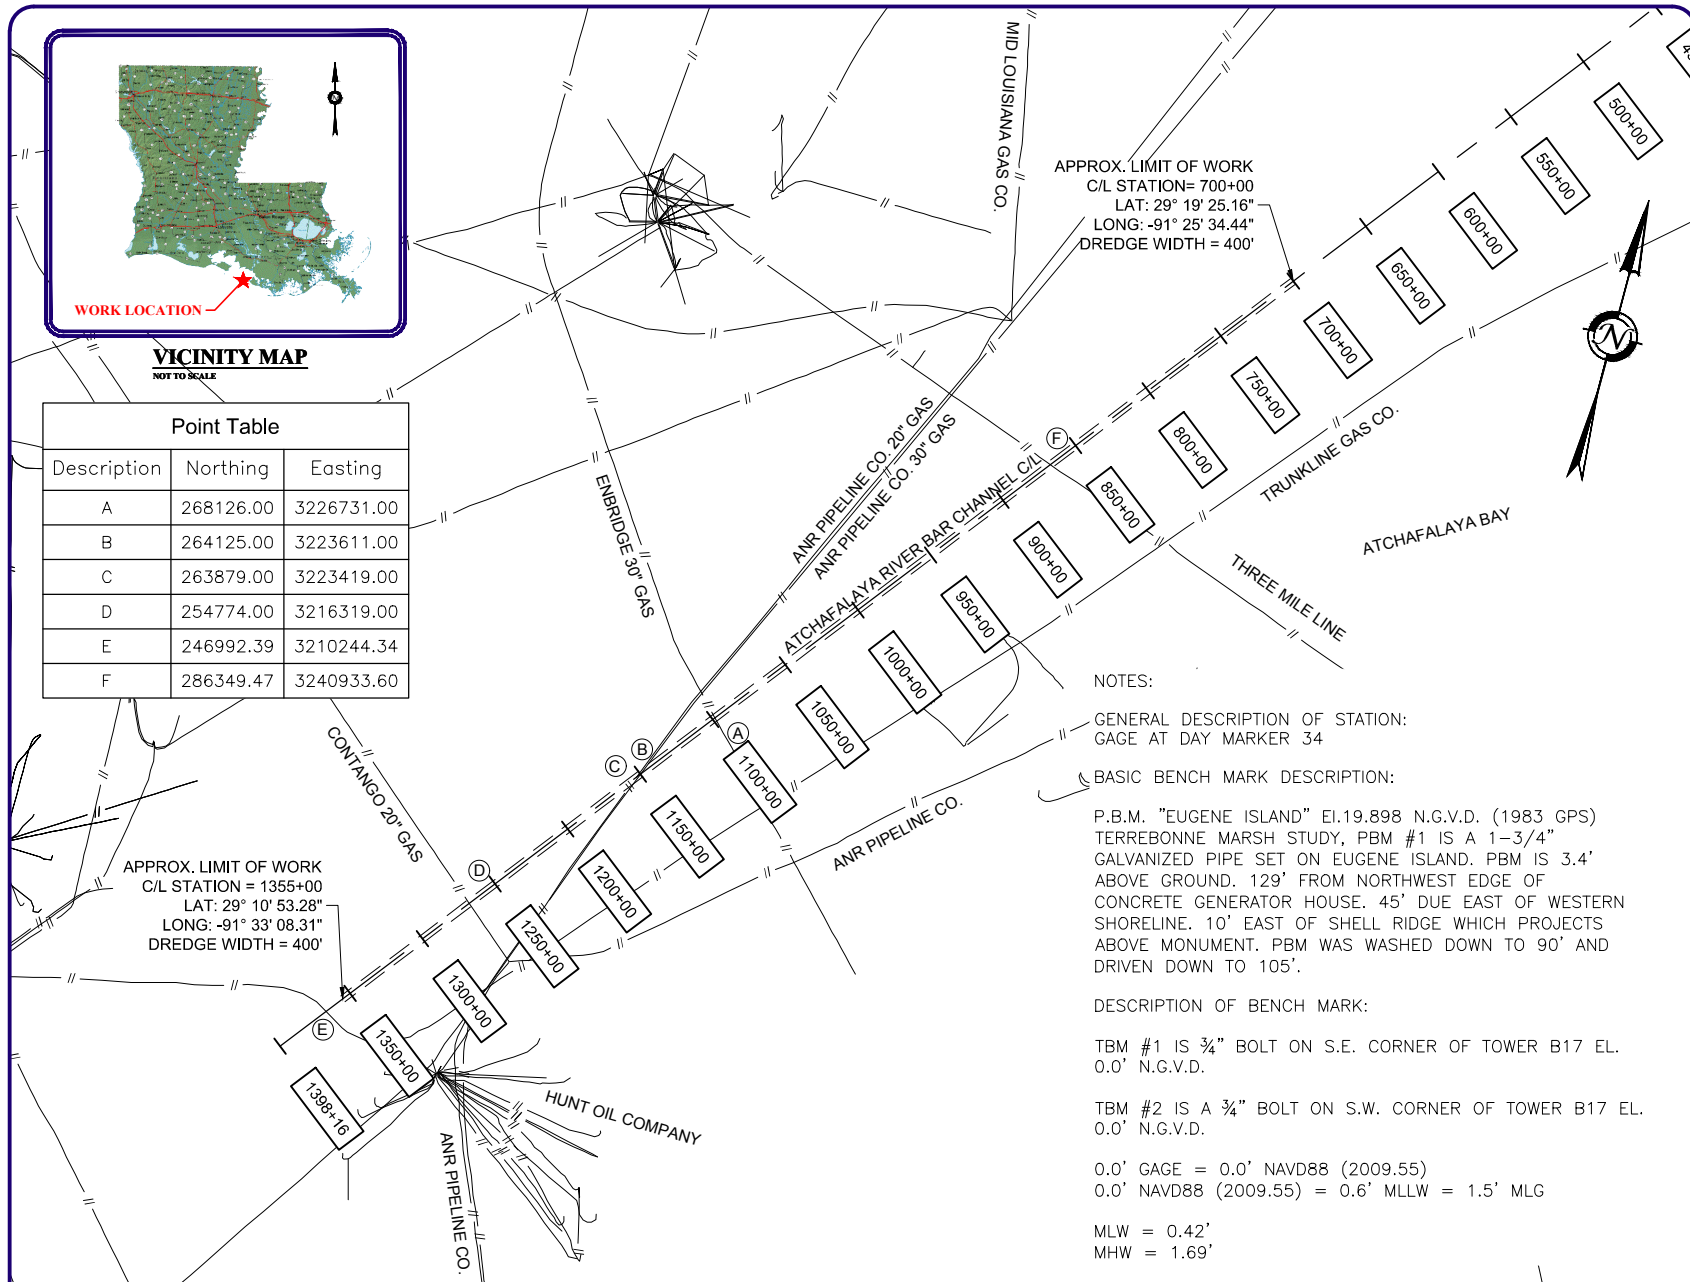 WORK LOCATION
VICINITY MAP
NOT TO SCALE
Point Table
Description Northing Easting
A 268126.00 3226731.00
B 264125.00 3223611.00
C 263879.00 3223419.00
D 254774.00 3216319.00
E 246992.39 3210244.34
F 286349.47 3240933.60
MID LOUISIANA GAS CO.
APPROX. LIMIT OF WORK
C/L STATION= 700+00
LAT: 29° 19' 25.16"
LONG: -91° 25' 34.44"
DREDGE WIDTH = 400'
500+00
550+00
600+00
650+00
700+00
750+00
800+00
850+00
900+00
950+00
1000+00
1050+00
1100+00
1150+00
1200+00
1250+00
1300+00
1350+00
1398+16
N
ENBRIDGE 30" GAS
ANR PIPELINE CO. 20" GAS
ANR PIPELINE CO. 30" GAS
ATCHAFALAYA RIVER BAR CHANNEL C/L
TRUNKLINE GAS CO.
ATCHAFALAYA BAY
THREE MILE LINE
F
A
B
C
D
E
CONTANGO 20" GAS
ANR PIPELINE CO.
APPROX. LIMIT OF WORK
C/L STATION = 1355+00
LAT: 29° 10' 53.28"
LONG: -91° 33' 08.31"
DREDGE WIDTH = 400'
HUNT OIL COMPANY
ANR PIPELINE CO.
NOTES:
GENERAL DESCRIPTION OF STATION:
GAGE AT DAY MARKER 34
BASIC BENCH MARK DESCRIPTION:
P.B.M. "EUGENE ISLAND" El.19.898 N.G.V.D. (1983 GPS)
TERREBONNE MARSH STUDY, PBM #1 IS A 1-3/4"
GALVANIZED PIPE SET ON EUGENE ISLAND. PBM IS 3.4'
ABOVE GROUND. 129' FROM NORTHWEST EDGE OF
CONCRETE GENERATOR HOUSE. 45' DUE EAST OF WESTERN
SHORELINE. 10' EAST OF SHELL RIDGE WHICH PROJECTS
ABOVE MONUMENT. PBM WAS WASHED DOWN TO 90' AND
DRIVEN DOWN TO 105'.
DESCRIPTION OF BENCH MARK:
TBM #1 IS ¾" BOLT ON S.E. CORNER OF TOWER B17 EL.
0.0' N.G.V.D.
TBM #2 IS A ¾" BOLT ON S.W. CORNER OF TOWER B17 EL.
0.0' N.G.V.D.
0.0' GAGE = 0.0' NAVD88 (2009.55)
0.0' NAVD88 (2009.55) = 0.6' MLLW = 1.5' MLG
MLW = 0.42'
MHW = 1.69'